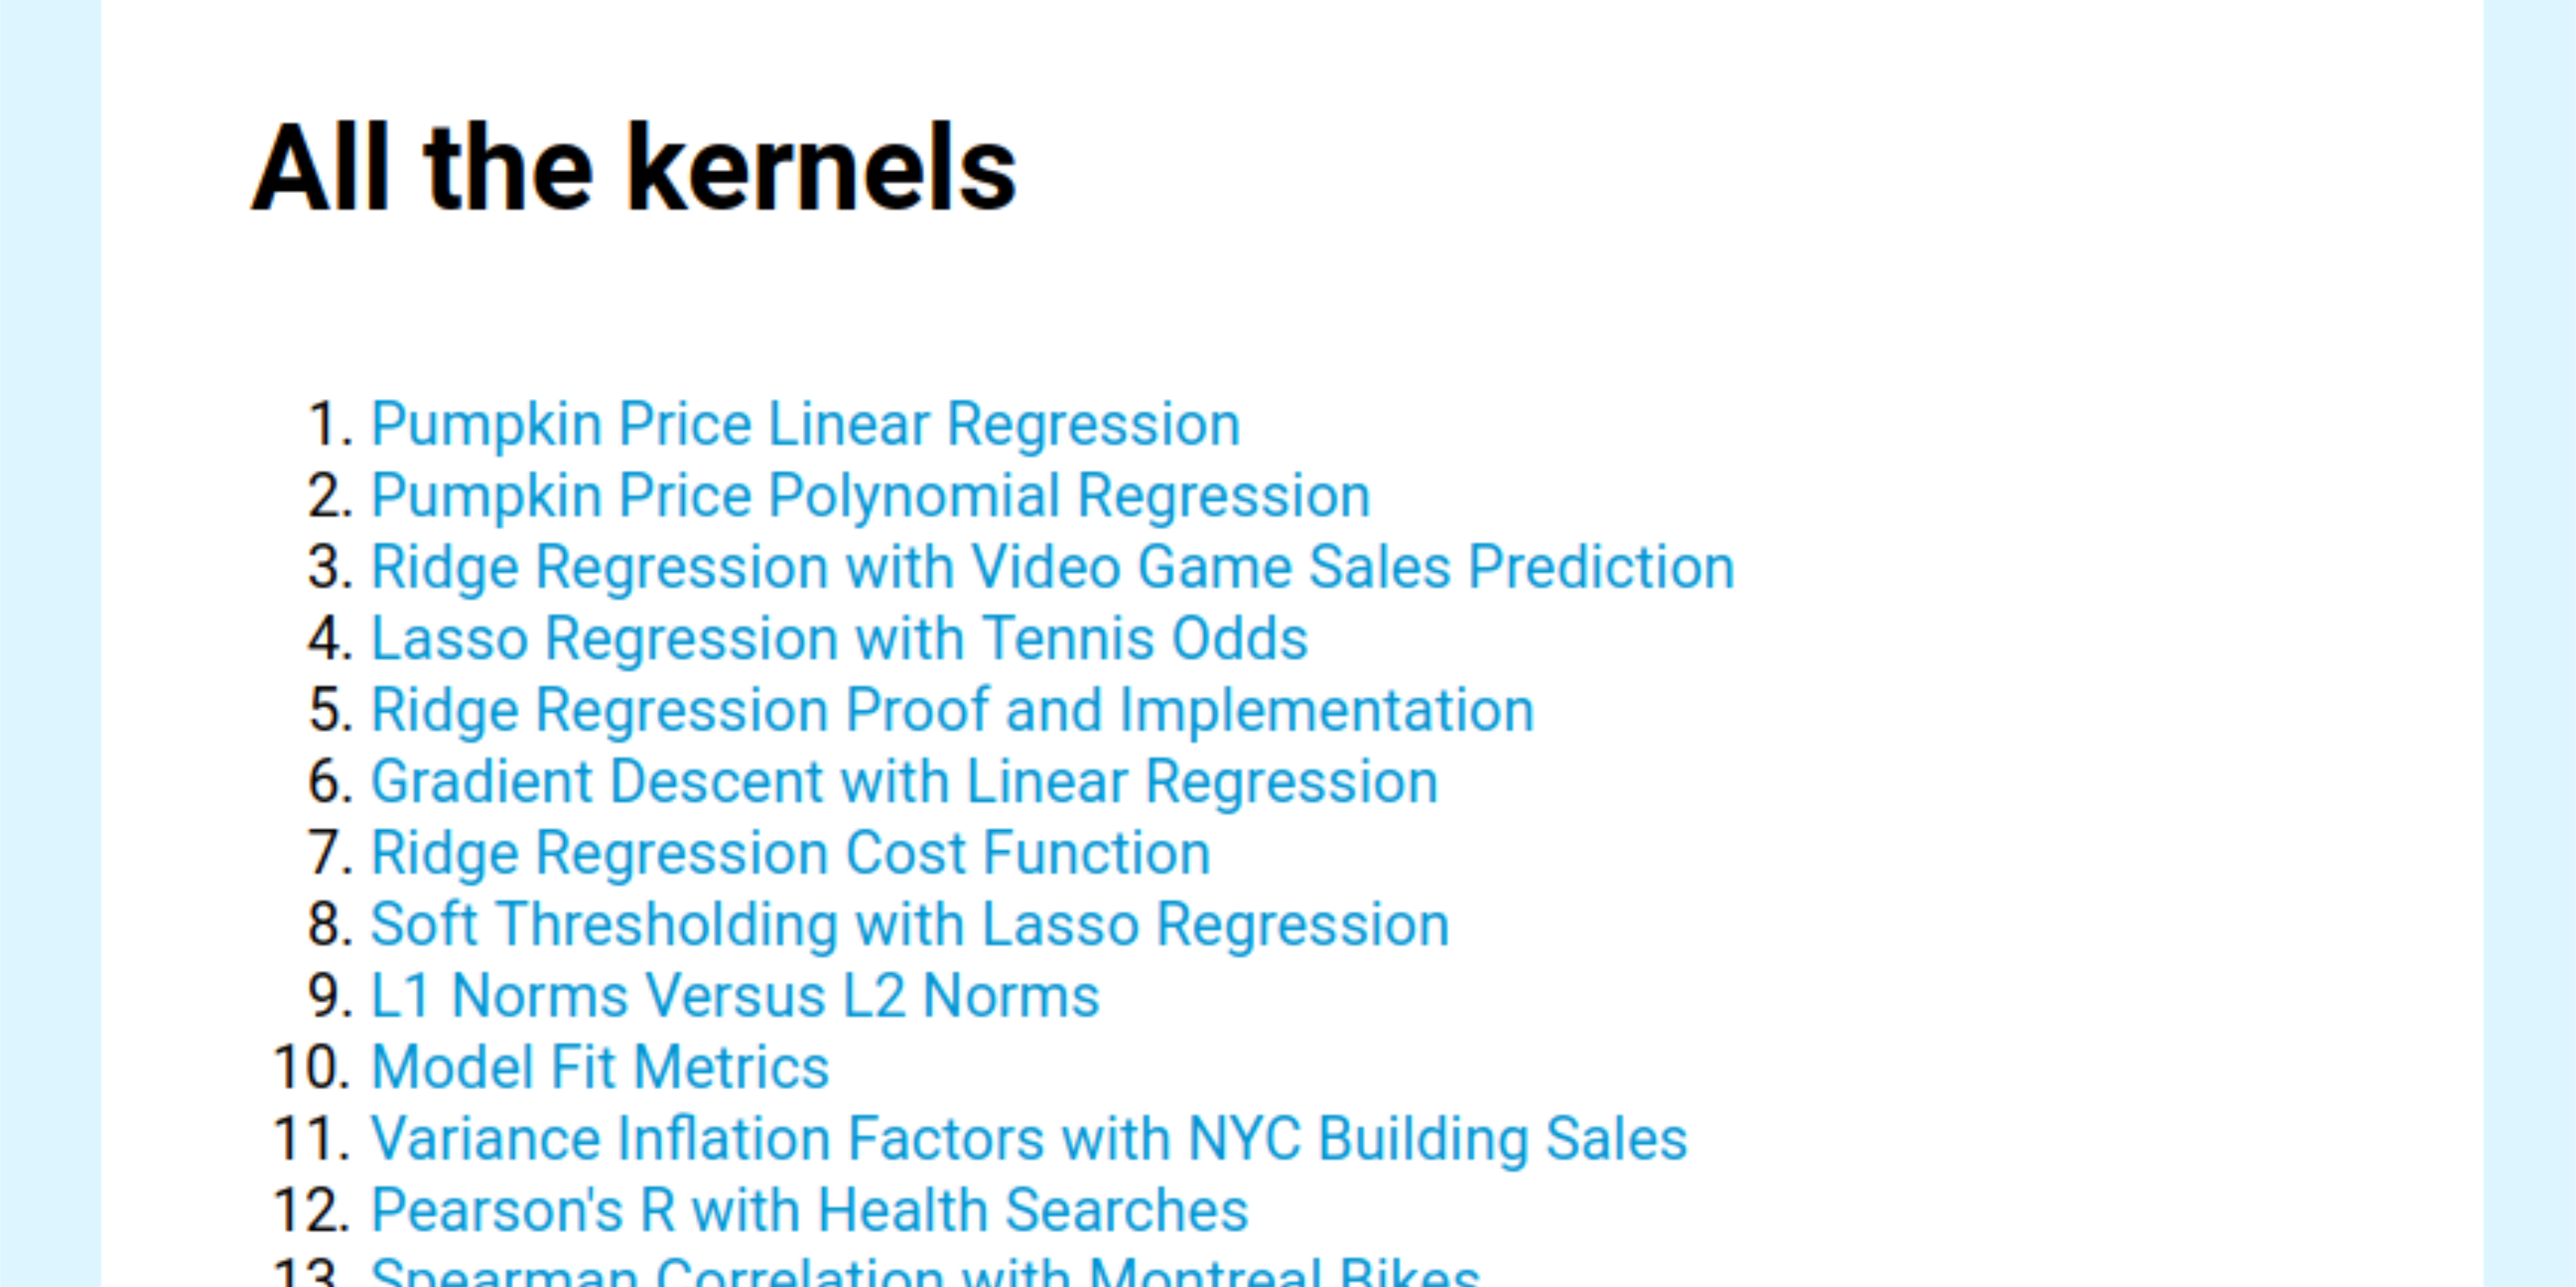 All the kernels
1. Pumpkin Price Linear Regression
2. Pumpkin Price Polynomial Regression
3. Ridge Regression with Video Game Sales Prediction
4. Lasso Regression with Tennis Odds
5. Ridge Regression Proof and Implementation
6. Gradient Descent with Linear Regression
7. Ridge Regression Cost Function
8. Soft Thresholding with Lasso Regression
9. L1 Norms Versus L2 Norms
10. Model Fit Metrics
11. Variance Inflation Factors with NYC Building Sales
12. Pearson's R with Health Searches
13. Spearman Correlation with Montreal Bikes